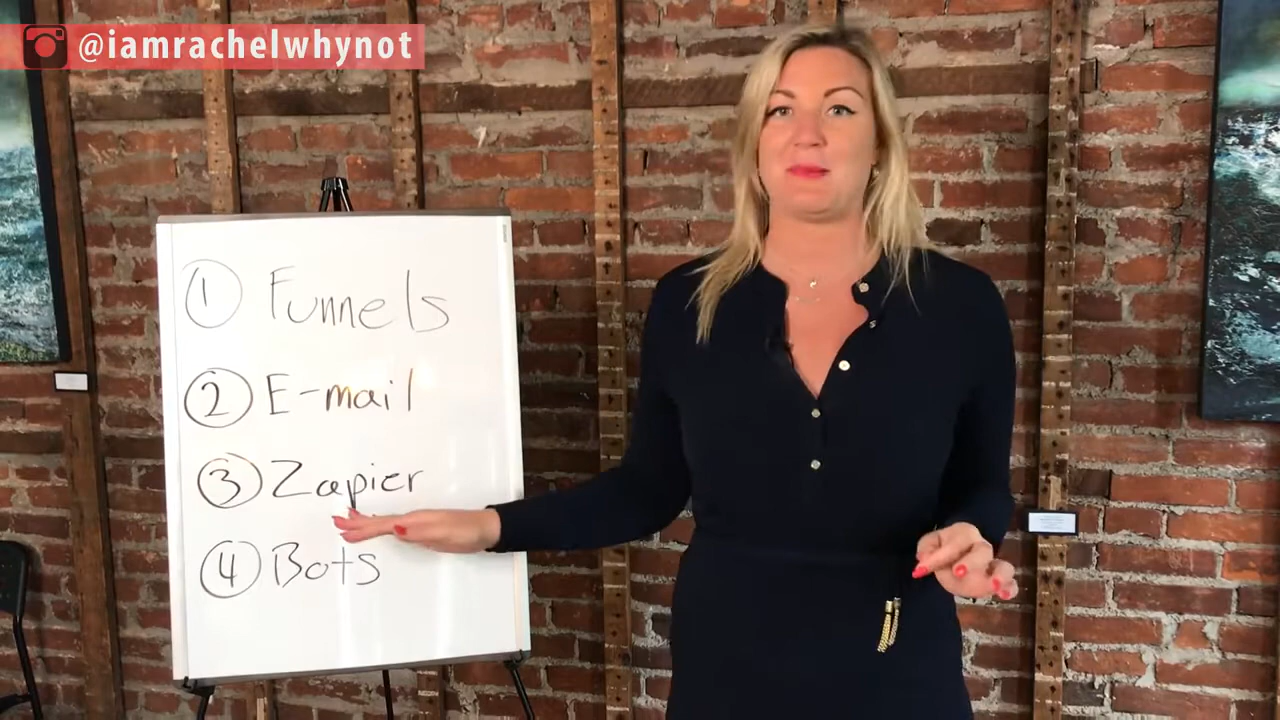 @iamrachelwhynot
1 Funnels
2 E-mail
3 Zapier
4 Bots